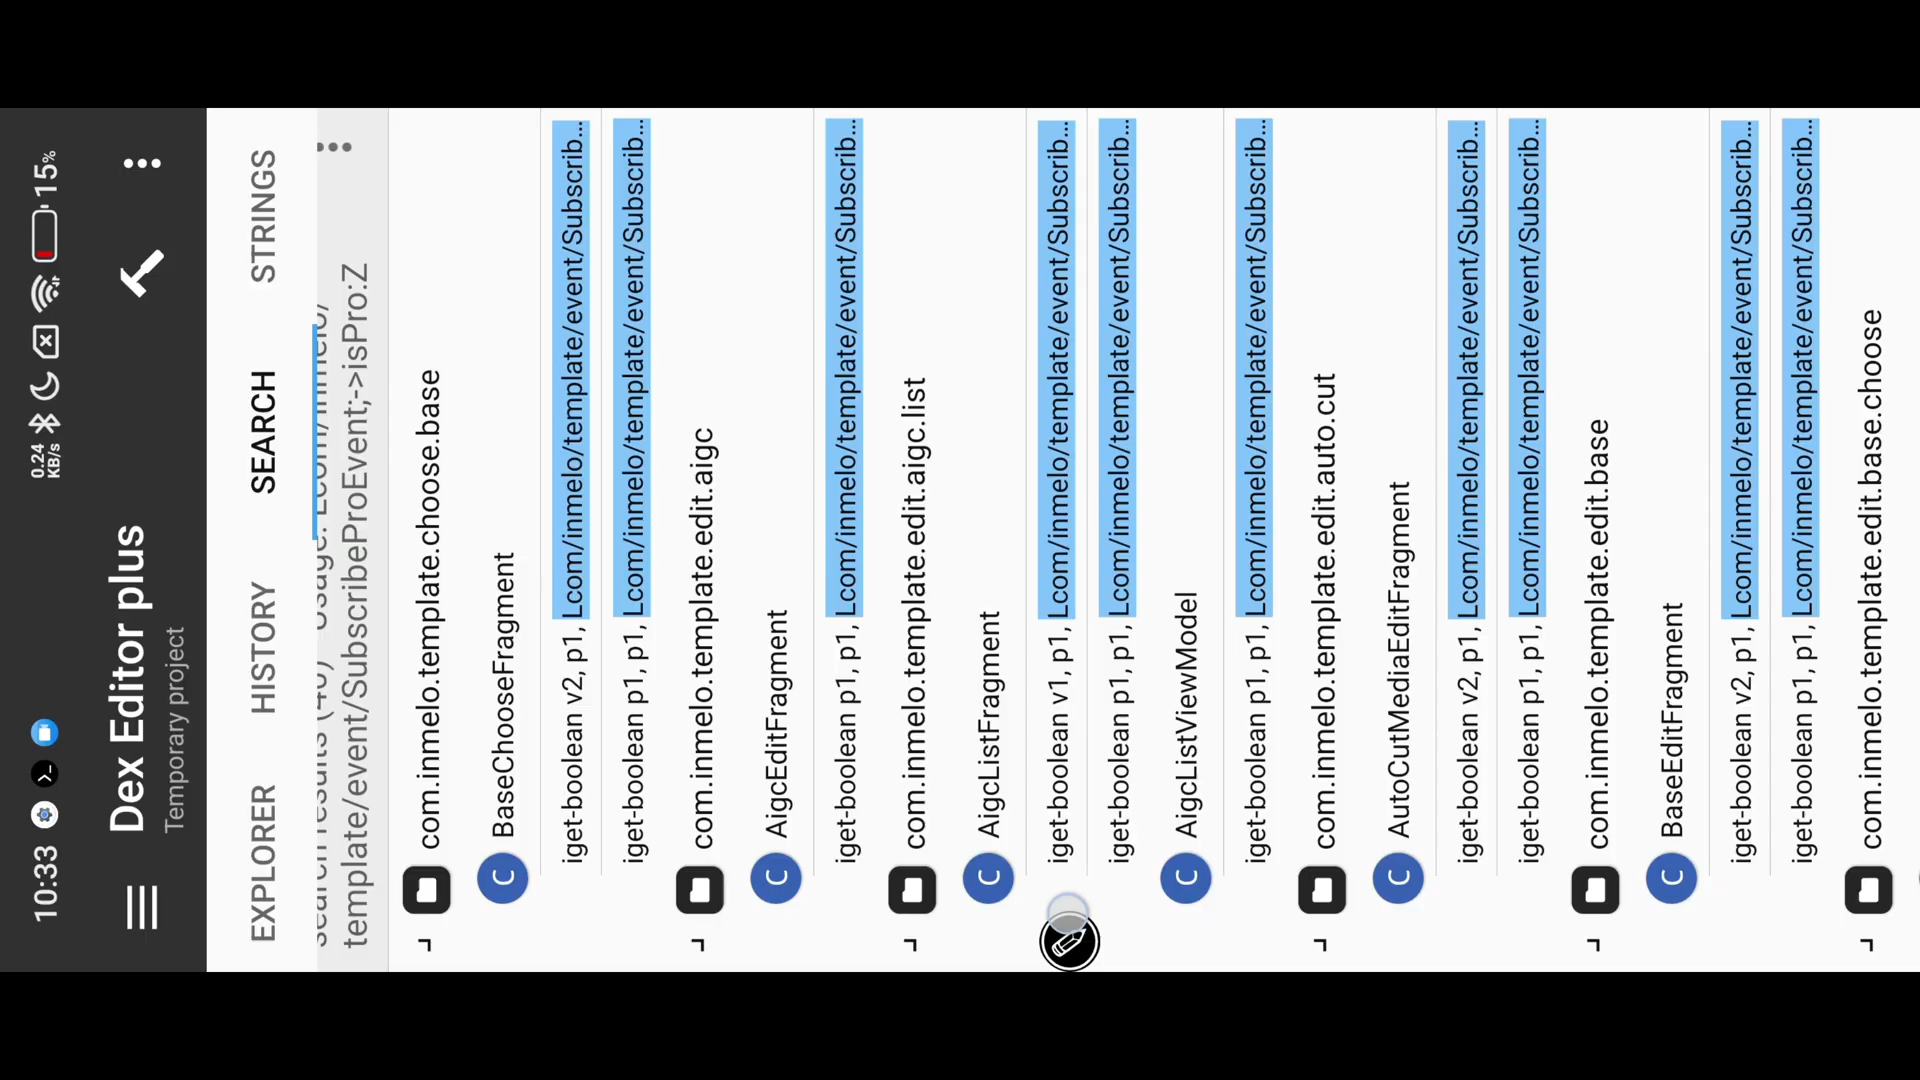 10:33
0.24
KB/s
15%
Dex Editor plus
Temporary project
EXPLORER
HISTORY
SEARCH
STRINGS
template/event/SubscribeProEvent;->isPro:Z
com.inmelo.template.choose.base
BaseChooseFragment
iget-boolean v2, p1, Lcom/inmelo/template/event/Subscrib...
iget-boolean p1, p1, Lcom/inmelo/template/event/Subscrib...
com.inmelo.template.edit.aigc
AigcEditFragment
iget-boolean p1, p1, Lcom/inmelo/template/event/Subscrib...
com.inmelo.template.edit.aigc.list
AigcListFragment
iget-boolean v1, p1, Lcom/inmelo/template/event/Subscrib...
iget-boolean p1, p1, Lcom/inmelo/template/event/Subscrib...
AigcListViewModel
iget-boolean p1, p1, Lcom/inmelo/template/event/Subscrib...
com.inmelo.template.edit.auto.cut
AutoCutMediaEditFragment
iget-boolean v2, p1, Lcom/inmelo/template/event/Subscrib...
iget-boolean p1, p1, Lcom/inmelo/template/event/Subscrib...
com.inmelo.template.edit.base
BaseEditFragment
iget-boolean v2, p1, Lcom/inmelo/template/event/Subscrib...
iget-boolean p1, p1, Lcom/inmelo/template/event/Subscrib...
com.inmelo.template.edit.base.choose